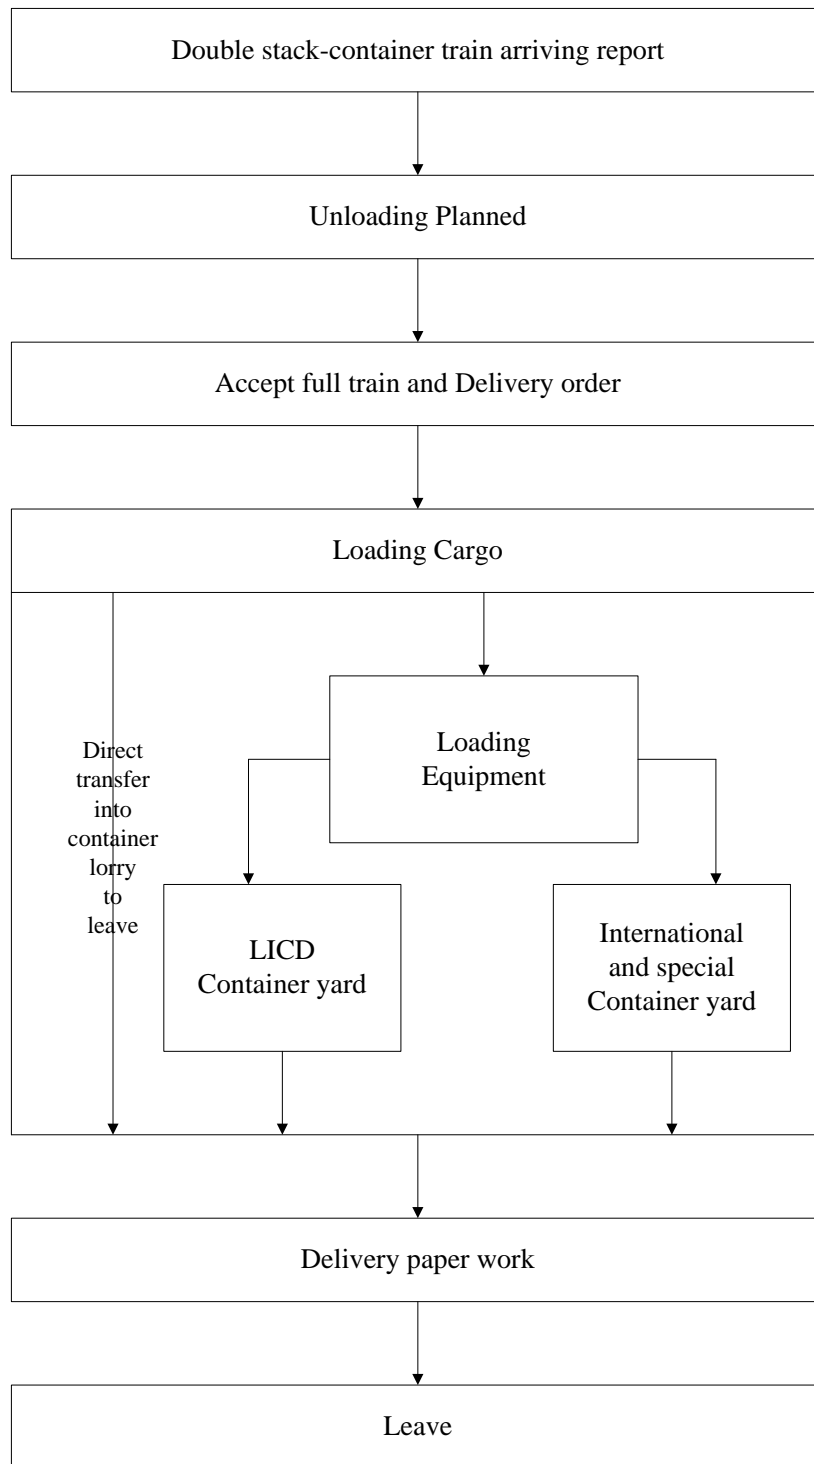 Double stack-container train arriving report
Unloading Planned
Accept full train and Delivery order
Loading Cargo
Loading
Equipment
Direct
transfer
into
container
lorry
to
leave
LICD
Container yard
International
and special
Container yard
Delivery paper work
Leave